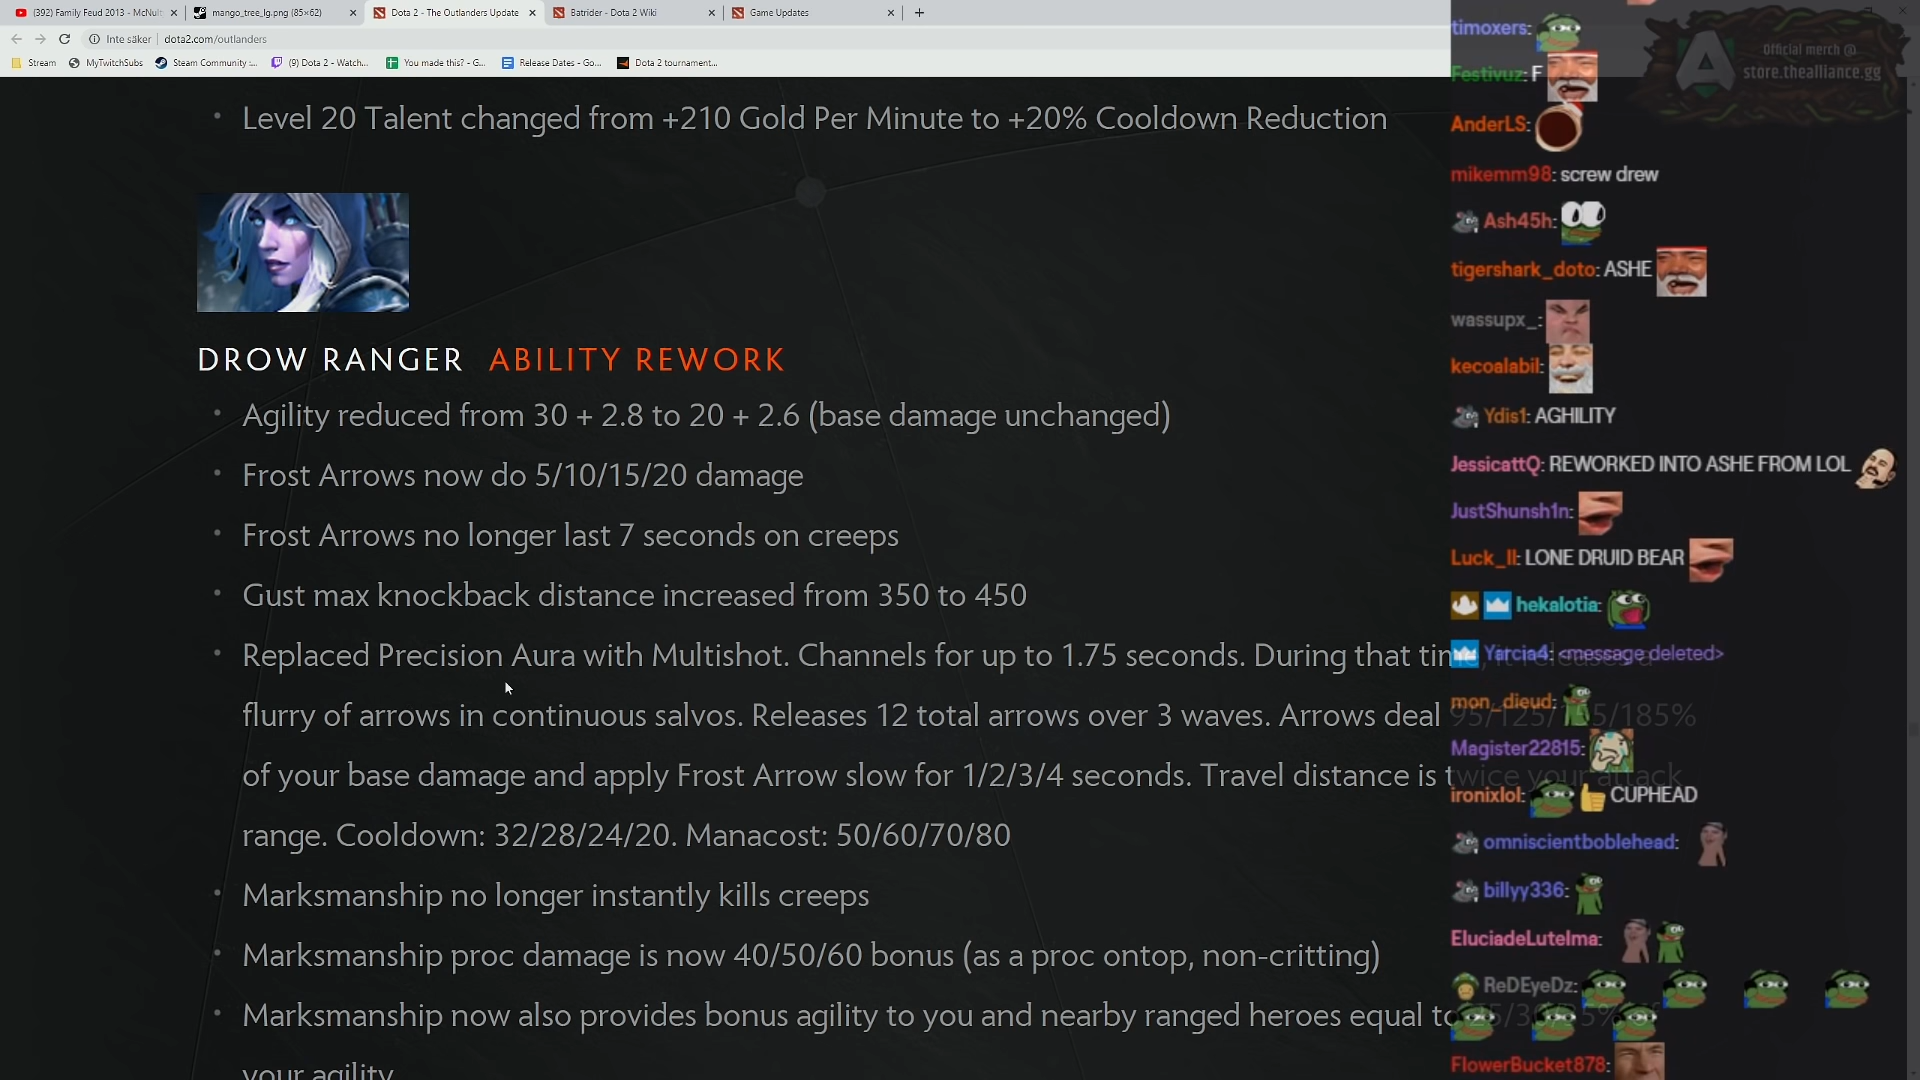 (392) Family Feud 2013 - McNult
mango_tree_lg.png (85×62)
Dota 2 - The Outlanders Update
Batrider - Dota 2 Wiki
Game Updates
Inte säker | dota2.com/outlanders
Stream
MyTwitchSubs
Steam Community :...
(9) Dota 2 - Watch...
You made this? - G...
Release Dates - Go...
Dota 2 tournament...
Level 20 Talent changed from +210 Gold Per Minute to +20% Cooldown Reduction
DROW RANGER ABILITY REWORK
Agility reduced from 30 + 2.8 to 20 + 2.6 (base damage unchanged)
Frost Arrows now do 5/10/15/20 damage
Frost Arrows no longer last 7 seconds on creeps
Gust max knockback distance increased from 350 to 450
Replaced Precision Aura with Multishot. Channels for up to 1.75 seconds. During that
flurry of arrows in continuous salvos. Releases 12 total arrows over 3 waves. Arrows deal
of your base damage and apply Frost Arrow slow for 1/2/3/4 seconds. Travel distance is twice your attack
range. Cooldown: 32/28/24/20. Manacost: 50/60/70/80
Marksmanship no longer instantly kills creeps
Marksmanship proc damage is now 40/50/60 bonus (as a proc ontop, non-critting)
Marksmanship now also provides bonus agility to you and nearby ranged heroes equal to
your agility
Official merch @
store.thealliance.gg
timoxers:
Festivuz: F
AnderLS:
mikemm98: screw drew
Ash45h:
tigershark_doto: ASHE
wassupx_:
kecoalabil:
Ydis1: AGHILITY
JessicattQ: REWORKED INTO ASHE FROM LOL
JustShunsh1n:
Luck_II: LONE DRUID BEAR
hekalotia:
Yarcia4: <message deleted>
mon_dieud:
Magister22815:
ironixlol: CUPHEAD
omniscientboblehead:
billyy336:
EluciadeLutelma:
ReDEyeDz:
FlowerBucket878: